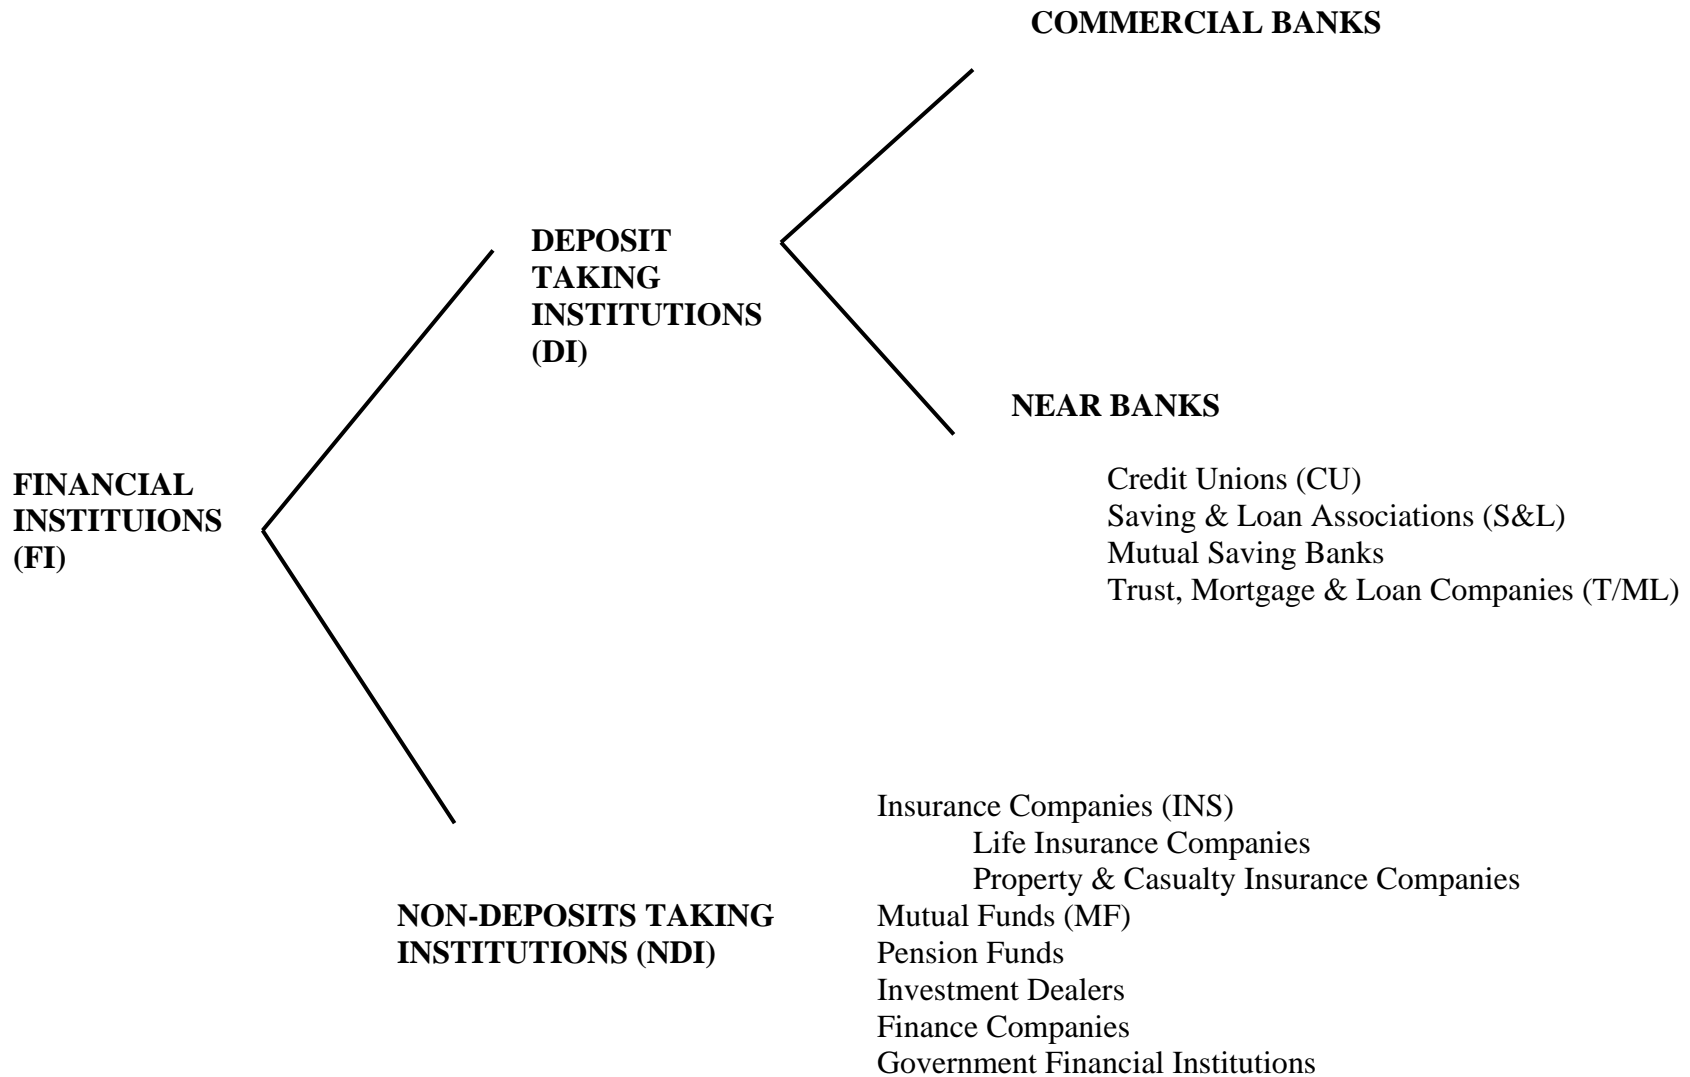 COMMERCIAL BANKS
DEPOSIT
TAKING
INSTITUTIONS
(DI)
NEAR BANKS
Credit Unions (CU)
Saving & Loan Associations (S&L)
Mutual Saving Banks
Trust, Mortgage & Loan Companies (T/ML)
FINANCIAL
INSTITUIONS
(FI)
NON-DEPOSITS TAKING
INSTITUTIONS (NDI)
Insurance Companies (INS)
Life Insurance Companies
Property & Casualty Insurance Companies
Mutual Funds (MF)
Pension Funds
Investment Dealers
Finance Companies
Government Financial Institutions